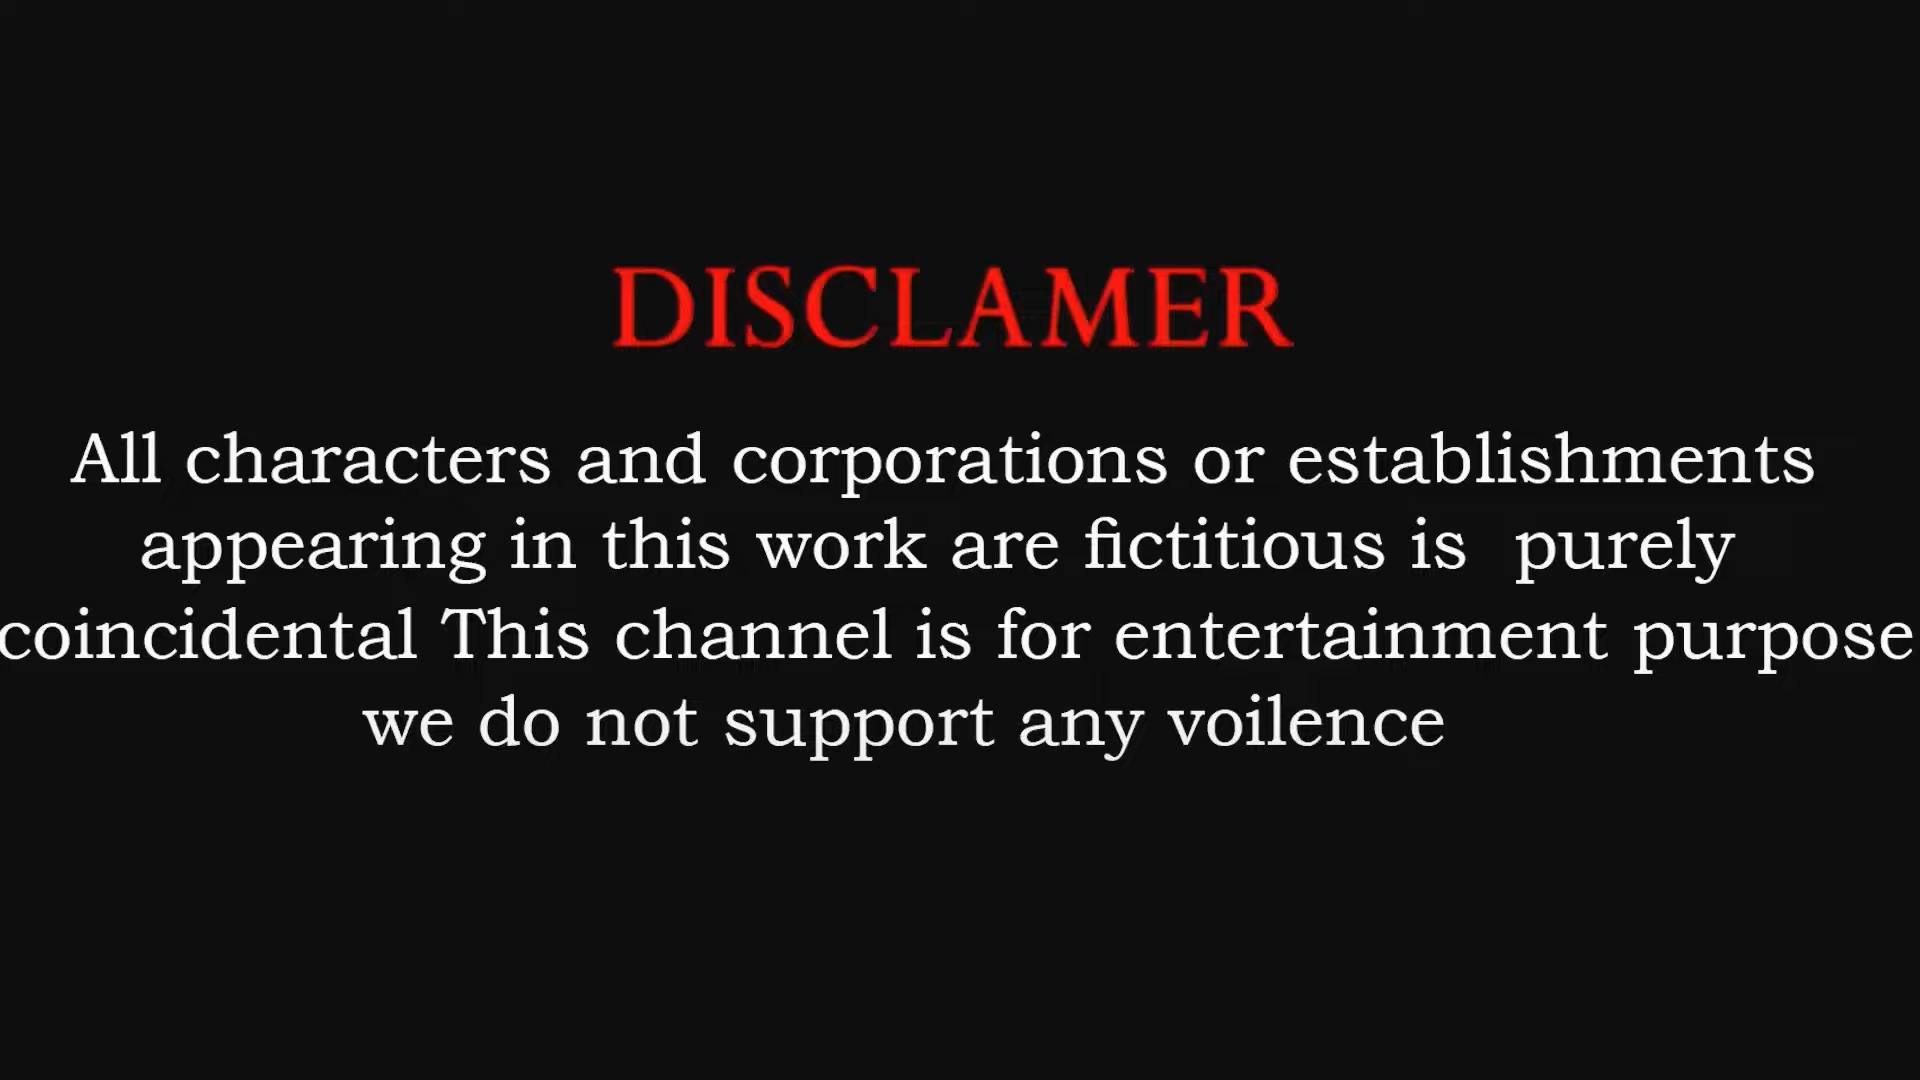 DISCLAMER
All characters and corporations or establishments
appearing in this work are fictitious is  purely
coincidental This channel is for entertainment purpose
we do not support any voilence